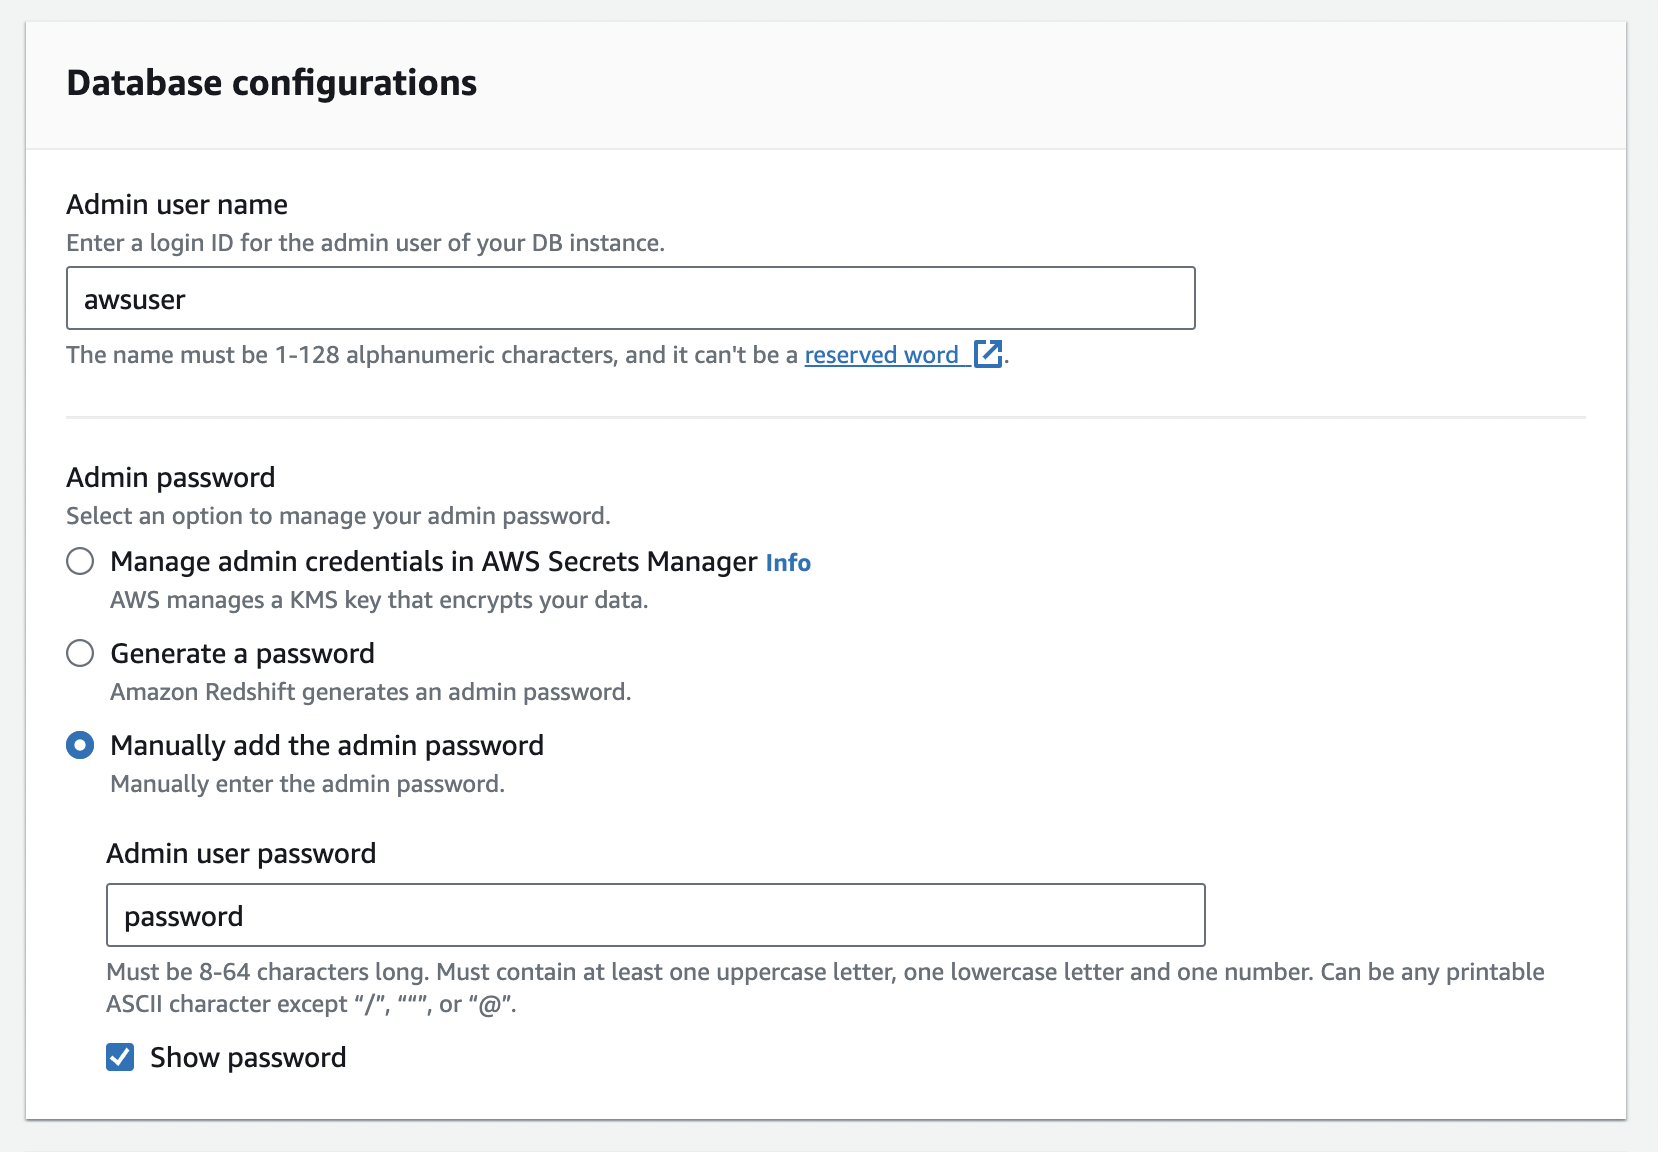 Database configurations
Admin user name
Enter a login ID for the admin user of your DB instance.
awsuser
The name must be 1-128 alphanumeric characters, and it can't be a reserved word .
Admin password
Select an option to manage your admin password.
Manage admin credentials in AWS Secrets Manager Info
AWS manages a KMS key that encrypts your data.
Generate a password
Amazon Redshift generates an admin password.
Manually add the admin password
Manually enter the admin password.
Admin user password
password
Must be 8-64 characters long. Must contain at least one uppercase letter, one lowercase letter and one number. Can be any printable
ASCII character except “/”, ““”, or “@”.
Show password